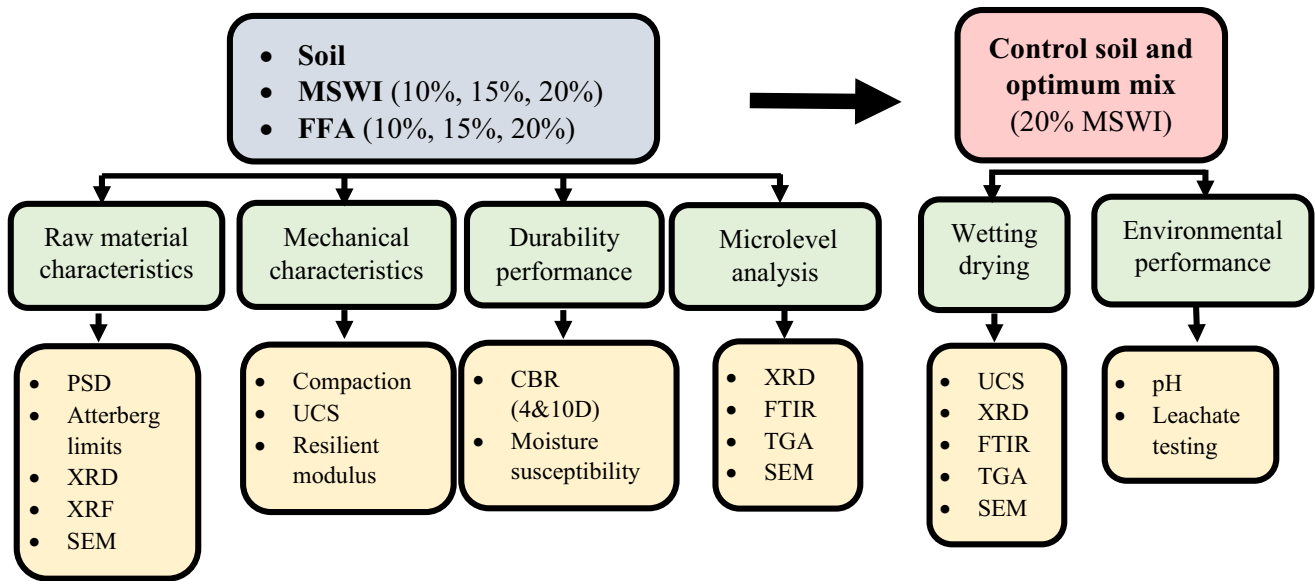 • Soil
• MSWI (10%, 15%, 20%)
• FFA (10%, 15%, 20%)
Control soil and
optimum mix
(20% MSWI)
Raw material
characteristics
Mechanical
characteristics
Durability
performance
Microlevel
analysis
Wetting
drying
Environmental
performance
• PSD
• Atterberg
limits
• XRD
• XRF
• SEM
• Compaction
• UCS
• Resilient
modulus
• CBR
(4&10D)
• Moisture
susceptibility
• XRD
• FTIR
• TGA
• SEM
• UCS
• XRD
• FTIR
• TGA
• SEM
• pH
• Leachate
testing